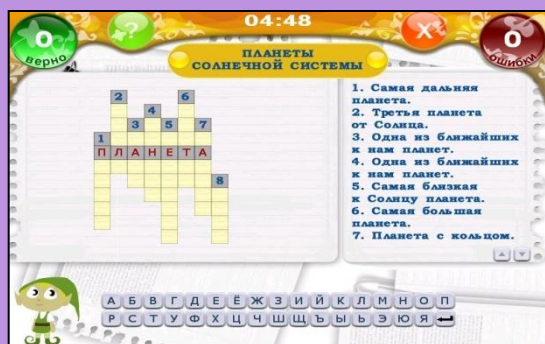 04:48
0
верно
?
X
0
ошибки
ПЛАНЕТЫ
СОЛНЕЧНОЙ СИСТЕМЫ
2
6
4
3
5
7
1
П Л А Н Е Т А
8
1. Самая дальняя
планета.
2. Третья планета
от Солнца.
3. Одна из ближайших
к нам планет.
4. Одна из ближайших
к нам планет.
5. Самая близкая
к Солнцу планета.
6. Самая большая
планета.
7. Планета с кольцом.
А Б В Г Д Е Ё Ж З И Й К Л М Н О П
Р С Т У Ф Х Ц Ч Ш Щ Ъ Ы Ь Э Ю Я